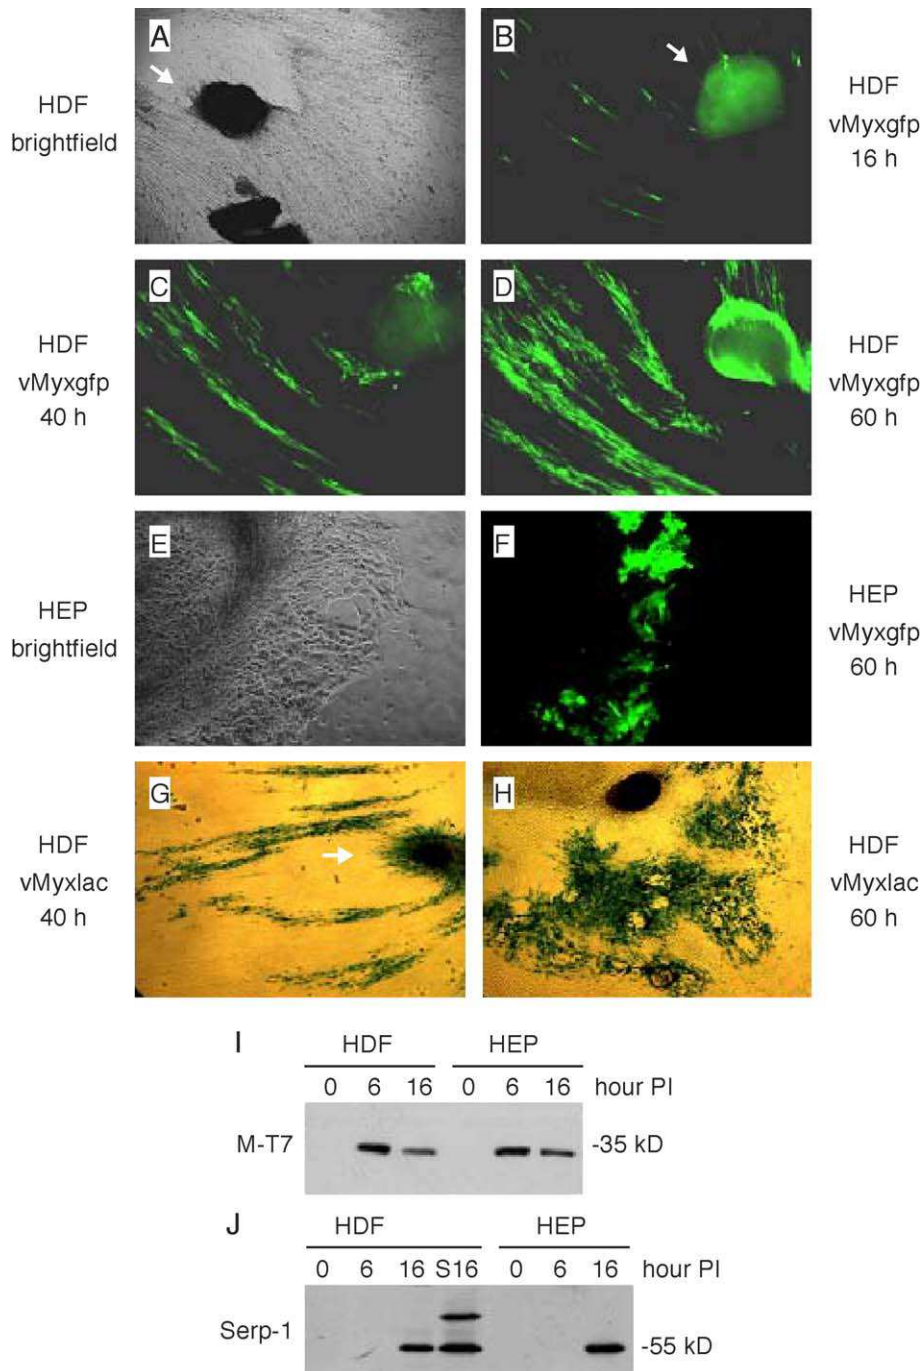 A
B
HDF
brightfield
HDF
vMyxgfp
16 h
C
D
HDF
vMyxgfp
40 h
HDF
vMyxgfp
60 h
E
F
HEP
brightfield
HEP
vMyxgfp
60 h
G
H
HDF
vMyxlac
40 h
HDF
vMyxlac
60 h
I
HDF HEP
0 6 16 0 6 16 hour PI
M-T7 -35 kD
J
HDF HEP
0 6 16 S16 0 6 16 hour PI
Serp-1 -55 kD